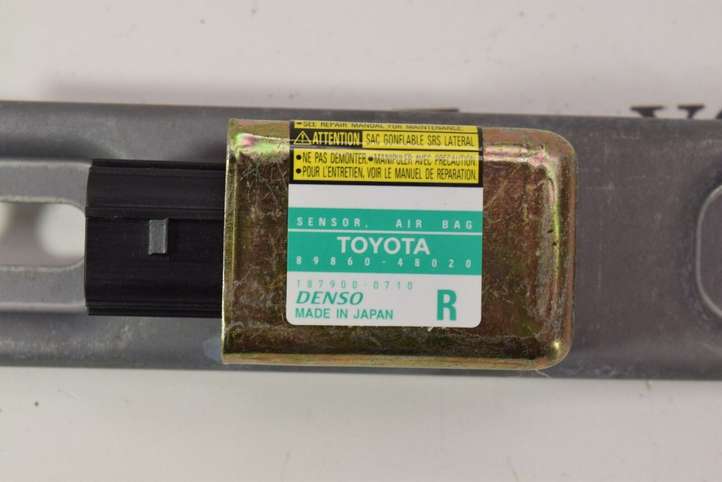 •SEE REPAIR MANUAL FOR MAINTENANCE.
ATTENTION SAC GONFLABLE SRS LATERAL
•NE PAS DEMONTER.•MANIPULER AVEC PRECAUTION.
•POUR L'ENTRETIEN, VOIR LE MANUEL DE REPARATION.
SENSOR, AIR BAG
TOYOTA
89860-48020
187900-0710
DENSO
MADE IN JAPAN
R